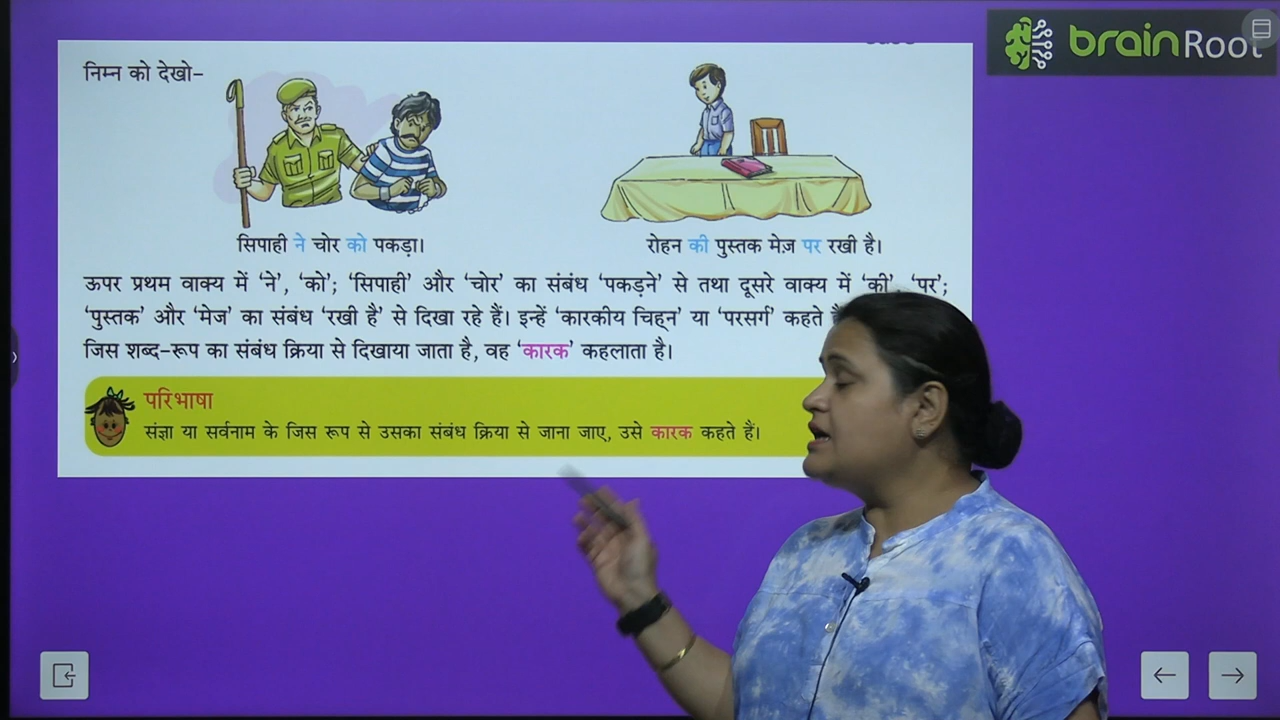 brainRoot
निम्न को देखो–
सिपाही ने चोर को पकड़ा।
रोहन की पुस्तक मेज़ पर रखी है।
ऊपर प्रथम वाक्य में ‘ने’, ‘को’; ‘सिपाही’ और ‘चोर’ का संबंध ‘पकड़ने’ से तथा दूसरे वाक्य में ‘की’, ‘पर’;
‘पुस्तक’ और ‘मेज’ का संबंध ‘रखी है’ से दिखा रहे हैं। इन्हें ‘कारकीय चिह्न’ या ‘परसर्ग’ कहते
जिस शब्द-रूप का संबंध क्रिया से दिखाया जाता है, वह ‘कारक’ कहलाता है।
परिभाषा
संज्ञा या सर्वनाम के जिस रूप से उसका संबंध क्रिया से जाना जाए, उसे कारक कहते हैं।